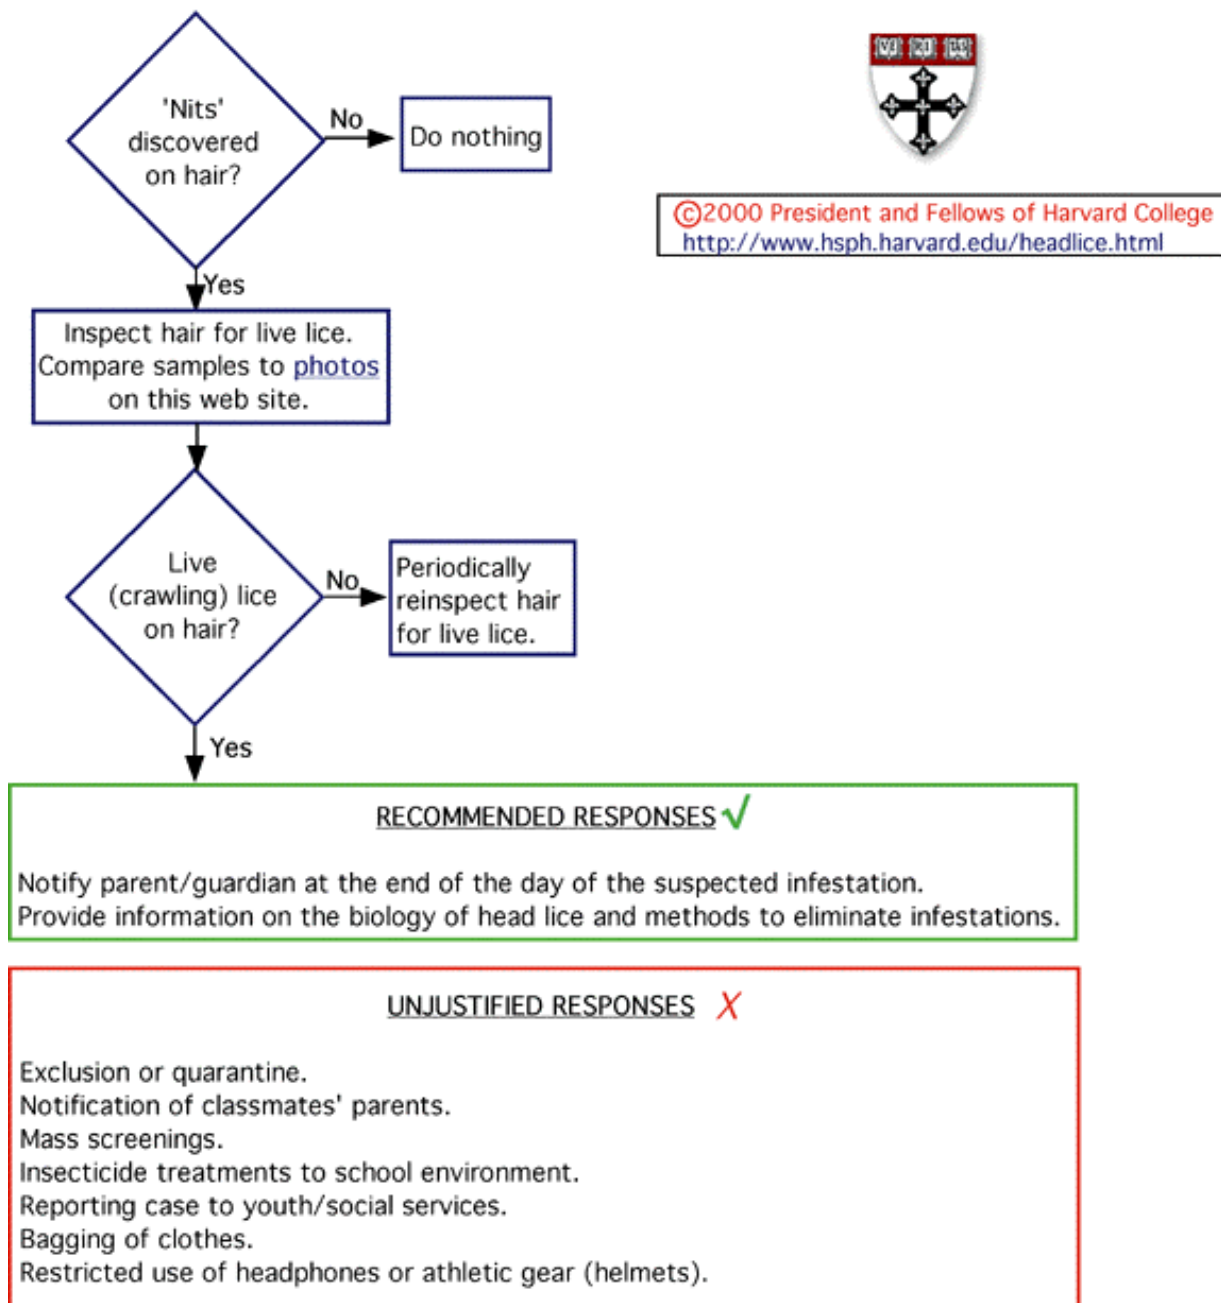 'Nits'
discovered
on hair?
No
Do nothing
VE RI TAS
©2000 President and Fellows of Harvard College
http://www.hsph.harvard.edu/headlice.html
Yes
Inspect hair for live lice.
Compare samples to photos
on this web site.
Live
(crawling) lice
on hair?
No
Periodically
reinspect hair
for live lice.
Yes
RECOMMENDED RESPONSES √
Notify parent/guardian at the end of the day of the suspected infestation.
Provide information on the biology of head lice and methods to eliminate infestations.
UNJUSTIFIED RESPONSES X
Exclusion or quarantine.
Notification of classmates' parents.
Mass screenings.
Insecticide treatments to school environment.
Reporting case to youth/social services.
Bagging of clothes.
Restricted use of headphones or athletic gear (helmets).